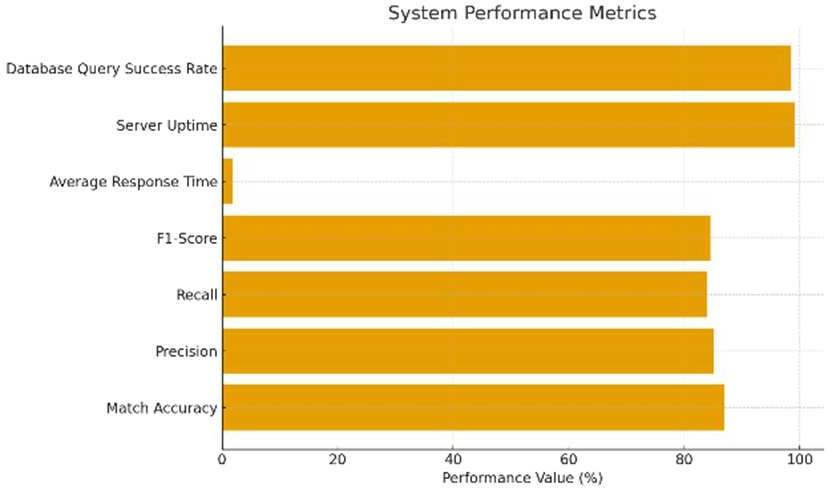 System Performance Metrics
Database Query Success Rate
Server Uptime
Average Response Time
F1-Score
Recall
Precision
Match Accuracy
0 20 40 60 80 100
Performance Value (%)